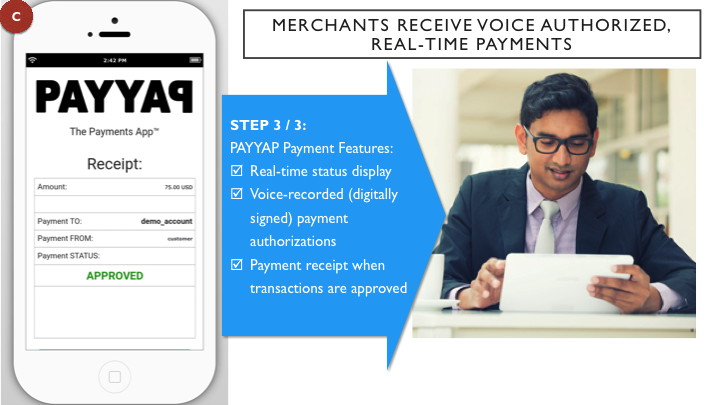 C
MERCHANTS RECEIVE VOICE AUTHORIZED,
REAL-TIME PAYMENTS
2:42 PM
PAYYAP
The Payments App™
Receipt:
Amount: 75.00 USD
Payment TO: demo_account
Payment FROM: customer
Payment STATUS:
APPROVED
STEP 3 / 3:
PAYYAP Payment Features:
☑ Real-time status display
☑ Voice-recorded (digitally
signed) payment
authorizations
☑ Payment receipt when
transactions are approved